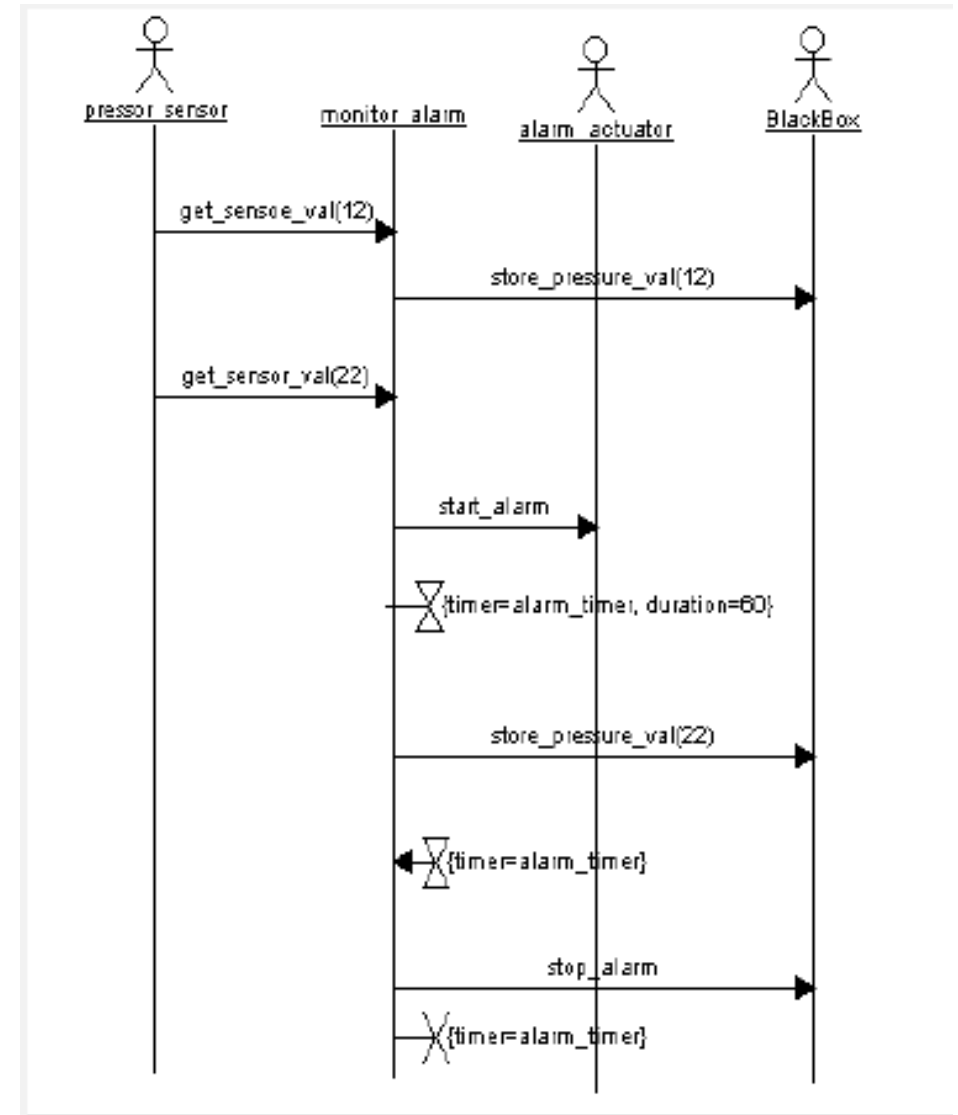 pressor_sensor
monitor_alarm
alarm_actuator
BlackBox
get_sensoe_val(12)
store_pressure_val(12)
get_sensor_val(22)
start_alarm
{timer=alarm_timer, duration=60}
store_pressure_val(22)
{timer=alarm_timer}
stop_alarm
{timer=alarm_timer}